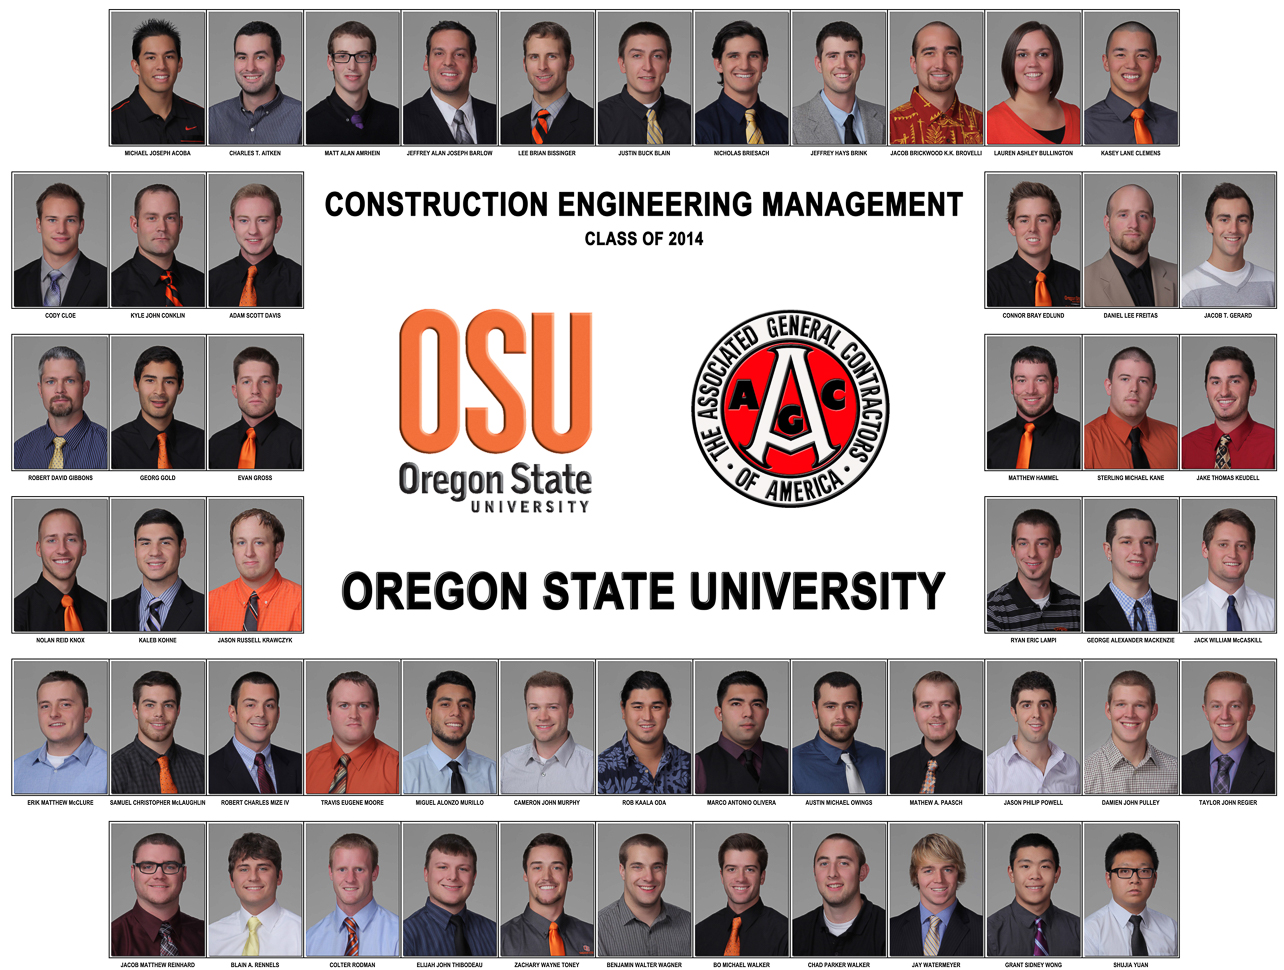 MICHAEL JOSEPH ACOBA
CHARLES T. AITKEN
MATT ALAN AMRHEIN
JEFFREY ALAN JOSEPH BARLOW
LEE BRIAN BISSINGER
JUSTIN BUCK BLAIN
NICHOLAS BRIESACH
JEFFREY HAYS BRINK
JACOB BRICKWOOD K.K. BROVELLI
LAUREN ASHLEY BULLINGTON
KASEY LANE CLEMENS
CONSTRUCTION ENGINEERING MANAGEMENT
CLASS OF 2014
CODY CLOE
KYLE JOHN CONKLIN
ADAM SCOTT DAVIS
CONNOR BRAY EDLUND
DANIEL LEE FREITAS
JACOB T. GERARD
OSU
Oregon State
UNIVERSITY
THE ASSOCIATED GENERAL CONTRACTORS
OF AMERICA
A G C
ROBERT DAVID GIBBONS
GEORG GOLD
EVAN GROSS
MATTHEW HAMMEL
STERLING MICHAEL KANE
JAKE THOMAS KEUDELL
OREGON STATE UNIVERSITY
NOLAN REID KNOX
KALEB KOHNE
JASON RUSSELL KRAWCZYK
RYAN ERIC LAMPI
GEORGE ALEXANDER MACKENZIE
JACK WILLIAM McCASKILL
ERIK MATTHEW McCLURE
SAMUEL CHRISTOPHER McLAUGHLIN
ROBERT CHARLES MIZE IV
TRAVIS EUGENE MOORE
MIGUEL ALONZO MURILLO
CAMERON JOHN MURPHY
ROB KAALA ODA
MARCO ANTONIO OLIVERA
AUSTIN MICHAEL OWINGS
MATHEW A. PAASCH
JASON PHILIP POWELL
DAMIEN JOHN PULLEY
TAYLOR JOHN REGIER
JACOB MATTHEW REINHARD
BLAIN A. RENNELS
COLTER RODMAN
ELIJAH JOHN THIBODEAU
ZACHARY WAYNE TONEY
BENJAMIN WALTER WAGNER
BO MICHAEL WALKER
CHAD PARKER WALKER
JAY WATERMEYER
GRANT SIDNEY WONG
SHUJIA YUAN